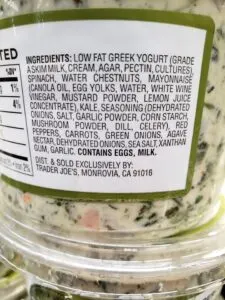 TED
%DV*
1%
4%
2%
INGREDIENTS: LOW FAT GREEK YOGURT (GRADE
A SKIM MILK, CREAM, AGAR, PECTIN, CULTURES),
SPINACH, WATER CHESTNUTS, MAYONNAISE
(CANOLA OIL, EGG YOLKS, WATER, WHITE WINE
VINEGAR, MUSTARD POWDER, LEMON JUICE
CONCENTRATE), KALE, SEASONING (DEHYDRATED
ONIONS, SALT, GARLIC POWDER, CORN STARCH,
MUSHROOM POWDER, DILL, CELERY), RED
PEPPERS, CARROTS, GREEN ONIONS, AGAVE
NECTAR, DEHYDRATED ONIONS, SEA SALT, XANTHAN
GUM, GARLIC. CONTAINS EGGS, MILK.
DIST. & SOLD EXCLUSIVELY BY:
TRADER JOE'S, MONROVIA, CA 91016